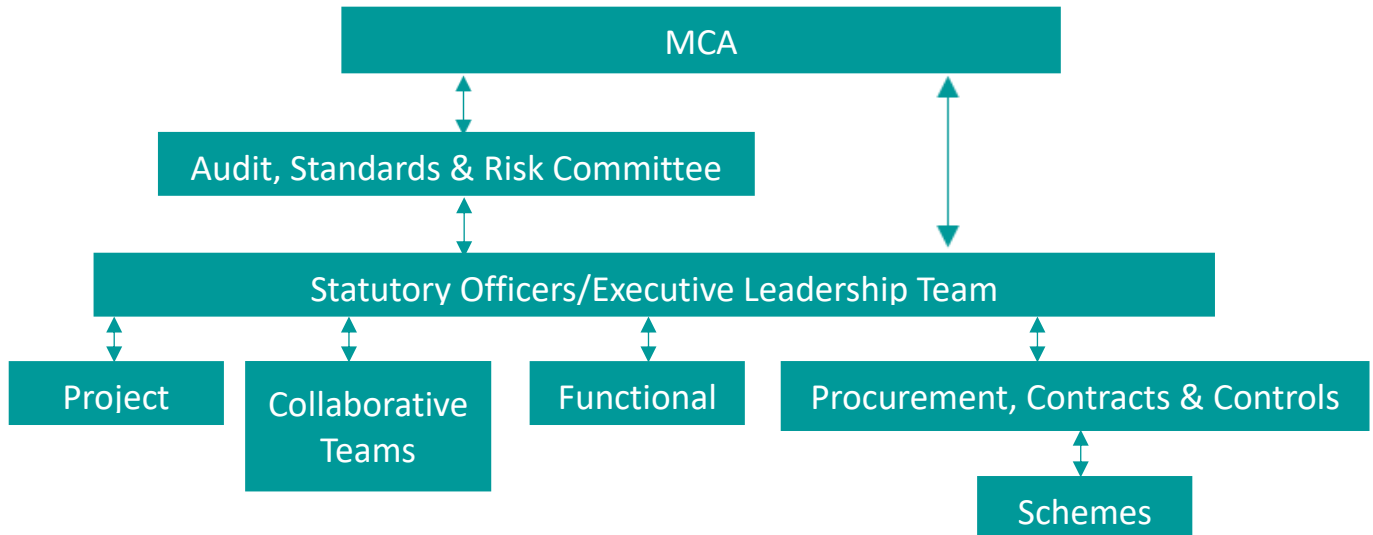 MCA
Audit, Standards & Risk Committee
Statutory Officers/Executive Leadership Team
Project
Collaborative
Teams
Functional
Procurement, Contracts & Controls
Schemes